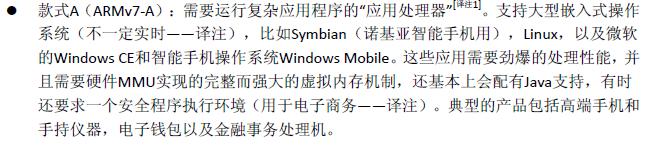 ● 款式A（ARMv7-A）：需要运行复杂应用程序的“应用处理器”[译注1]。支持大型嵌入式操作
系统（不一定实时——译注），比如Symbian（诺基亚智能手机用），Linux，以及微软
的Windows CE和智能手机操作系统Windows Mobile。这些应用需要劲爆的处理性能，并
且需要硬件MMU实现的完整而强大的虚拟内存机制，还基本上会配有Java支持，有时
还要求一个安全程序执行环境（用于电子商务——译注）。典型的产品包括高端手机和
手持仪器，电子钱包以及金融事务处理机。